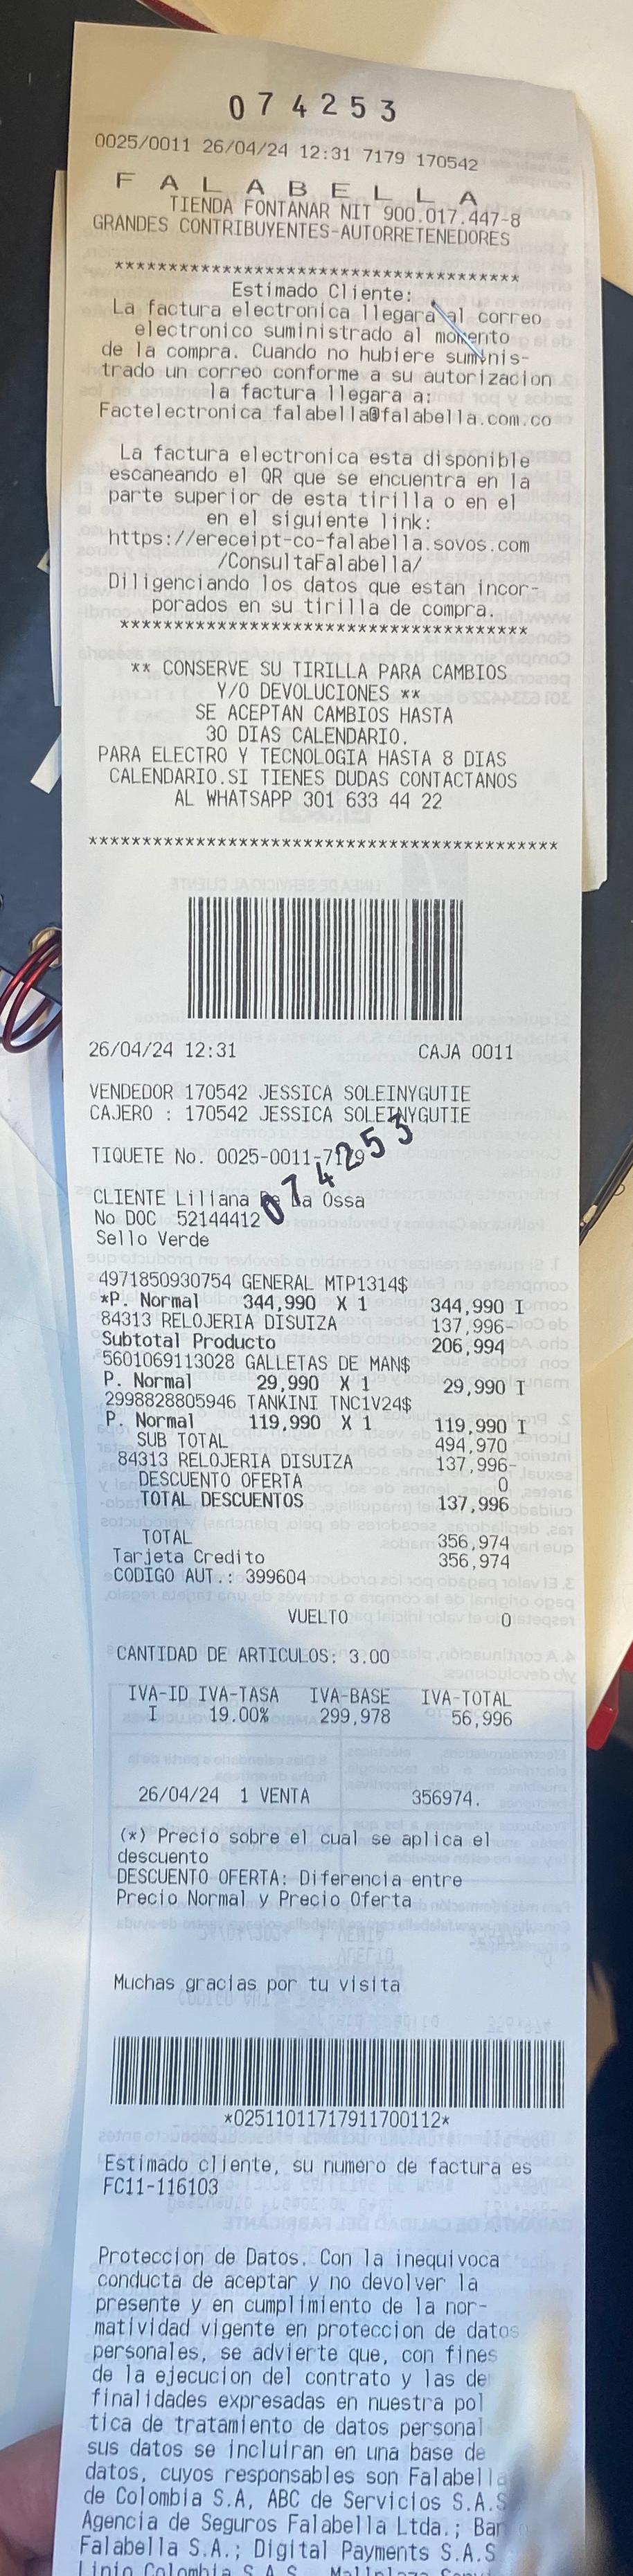 074253
0025/0011 26/04/24 12:31 7179 170542
F A L A B E L L A
TIENDA FONTANAR NIT 900.017.447-8
GRANDES CONTRIBUYENTES-AUTORRETENEDORES
**************************************
Estimado Cliente:
La factura electronica llegara al correo
electronico suministrado al momento
de la compra. Cuando no hubiere suminis-
trado un correo conforme a su autorizacion
la factura llegara a:
Factelectronica falabella@falabella.com.co
La factura electronica esta disponible
escaneando el QR que se encuentra en la
parte superior de esta tirilla o en el
en el siguiente link:
https://ereceipt-co-falabella.sovos.com
/ConsultaFalabella/
Diligenciando los datos que estan incor-
porados en su tirilla de compra.
**************************************
** CONSERVE SU TIRILLA PARA CAMBIOS
Y/O DEVOLUCIONES **
SE ACEPTAN CAMBIOS HASTA
30 DIAS CALENDARIO.
PARA ELECTRO Y TECNOLOGIA HASTA 8 DIAS
CALENDARIO.SI TIENES DUDAS CONTACTANOS
AL WHATSAPP 301 633 44 22
********************************************
26/04/24 12:31 CAJA 0011
VENDEDOR 170542 JESSICA SOLEINYGUTIE
CAJERO : 170542 JESSICA SOLEINYGUTIE
074253
TIQUETE No. 0025-0011-7179
CLIENTE Liliana De La Ossa
No DOC 52144412
Sello Verde
4971850930754 GENERAL MTP1314$
*P. Normal 344,990 X 1 344,990 I
84313 RELOJERIA DISUIZA 137,996-
Subtotal Producto 206,994
5601069113028 GALLETAS DE MAN$
P. Normal 29,990 X 1 29,990 I
2998828805946 TANKINI TNC1V24$
P. Normal 119,990 X 1 119,990 I
SUB TOTAL 494,970
84313 RELOJERIA DISUIZA 137,996-
DESCUENTO OFERTA 0
TOTAL DESCUENTOS 137,996
TOTAL 356,974
Tarjeta Credito 356,974
CODIGO AUT.: 399604
VUELTO 0
CANTIDAD DE ARTICULOS: 3.00
IVA-ID IVA-TASA IVA-BASE IVA-TOTAL
I 19.00% 299,978 56,996
26/04/24 1 VENTA 356974.
(*) Precio sobre el cual se aplica el
descuento
DESCUENTO OFERTA: Diferencia entre
Precio Normal y Precio Oferta
Muchas gracias por tu visita
*02511011717911700112*
Estimado cliente, su numero de factura es
FC11-116103
Proteccion de Datos. Con la inequivoca
conducta de aceptar y no devolver la
presente y en cumplimiento de la nor-
matividad vigente en proteccion de datos
personales, se advierte que, con fines
de la ejecucion del contrato y las de
finalidades expresadas en nuestra pol
tica de tratamiento de datos personal
sus datos se incluiran en una base de
datos, cuyos responsables son Falabella
de Colombia S.A, ABC de Servicios S.A.S
Agencia de Seguros Falabella Ltda.; Ban
Falabella S.A.; Digital Payments S.A.S
Linio Colombia S.A.S.